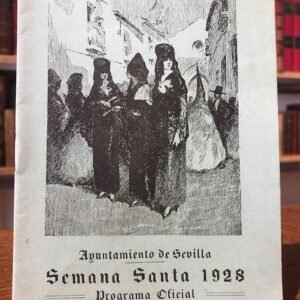 Ayuntamiento de Sevilla
Semana Santa 1928
Programa Oficial